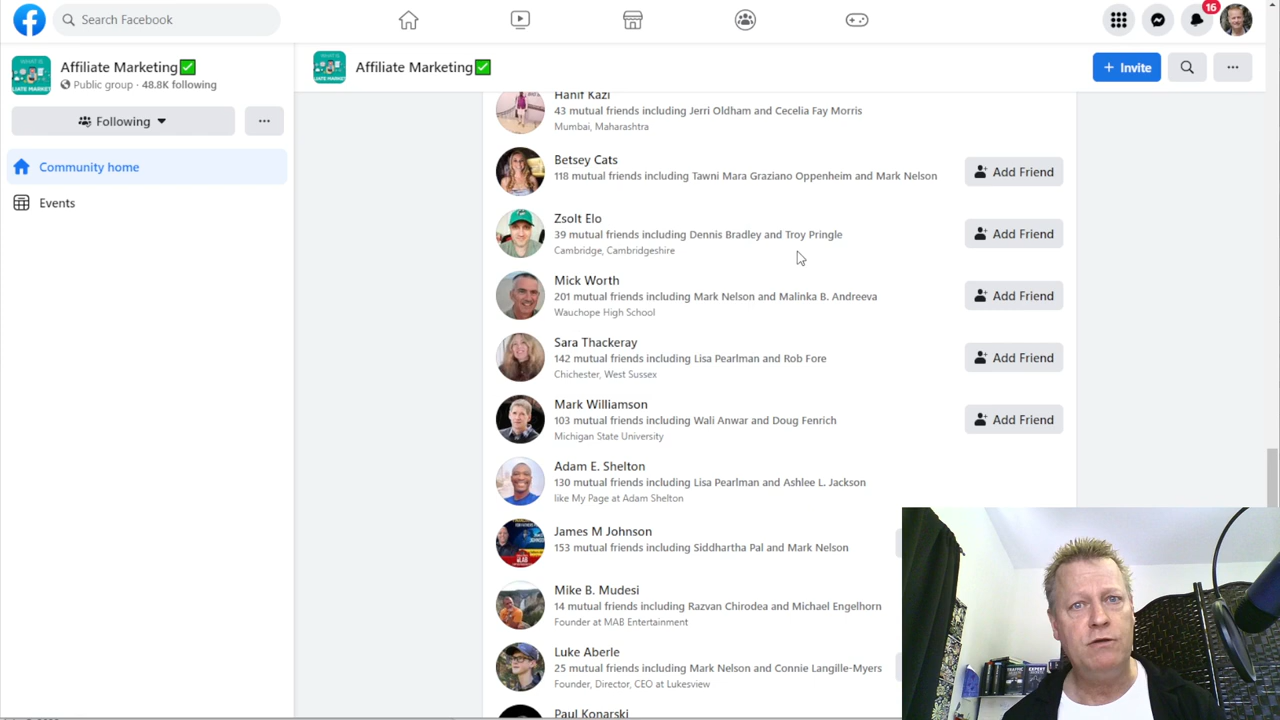 Search Facebook
16
Affiliate Marketing✅
Public group · 48.8K following
Following
Community home
Events
Affiliate Marketing✅
+ Invite
Hanif Kazi
43 mutual friends including Jerri Oldham and Cecelia Fay Morris
Mumbai, Maharashtra
Betsey Cats
118 mutual friends including Tawni Mara Graziano Oppenheim and Mark Nelson
Add Friend
Zsolt Elo
39 mutual friends including Dennis Bradley and Troy Pringle
Cambridge, Cambridgeshire
Add Friend
Mick Worth
201 mutual friends including Mark Nelson and Malinka B. Andreeva
Wauchope High School
Add Friend
Sara Thackeray
142 mutual friends including Lisa Pearlman and Rob Fore
Chichester, West Sussex
Add Friend
Mark Williamson
103 mutual friends including Wali Anwar and Doug Fenrich
Michigan State University
Add Friend
Adam E. Shelton
130 mutual friends including Lisa Pearlman and Ashlee L. Jackson
like My Page at Adam Shelton
James M Johnson
153 mutual friends including Siddhartha Pal and Mark Nelson
Mike B. Mudesi
14 mutual friends including Razvan Chirodea and Michael Engelhorn
Founder at MAB Entertainment
Luke Aberle
25 mutual friends including Mark Nelson and Connie Langille-Myers
Founder, Director, CEO at Lukesview
Paul Konarski